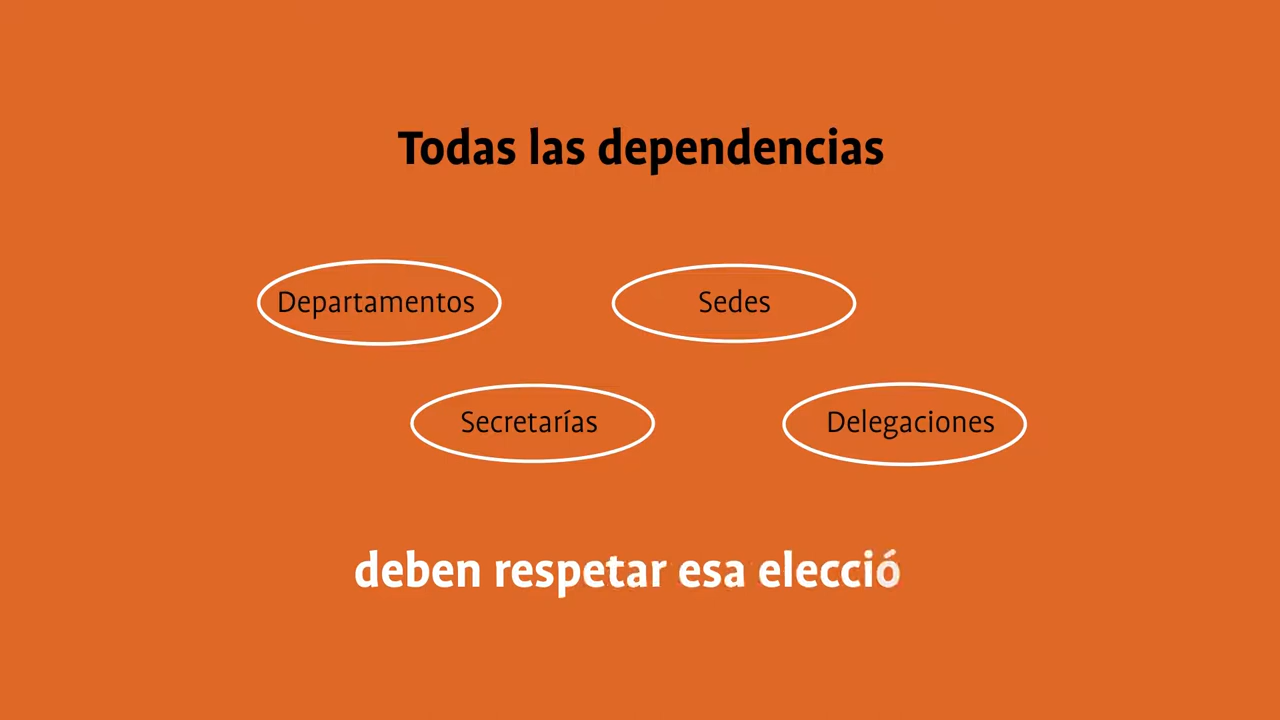 Todas las dependencias
Departamentos
Sedes
Secretarías
Delegaciones
deben respetar esa elecció